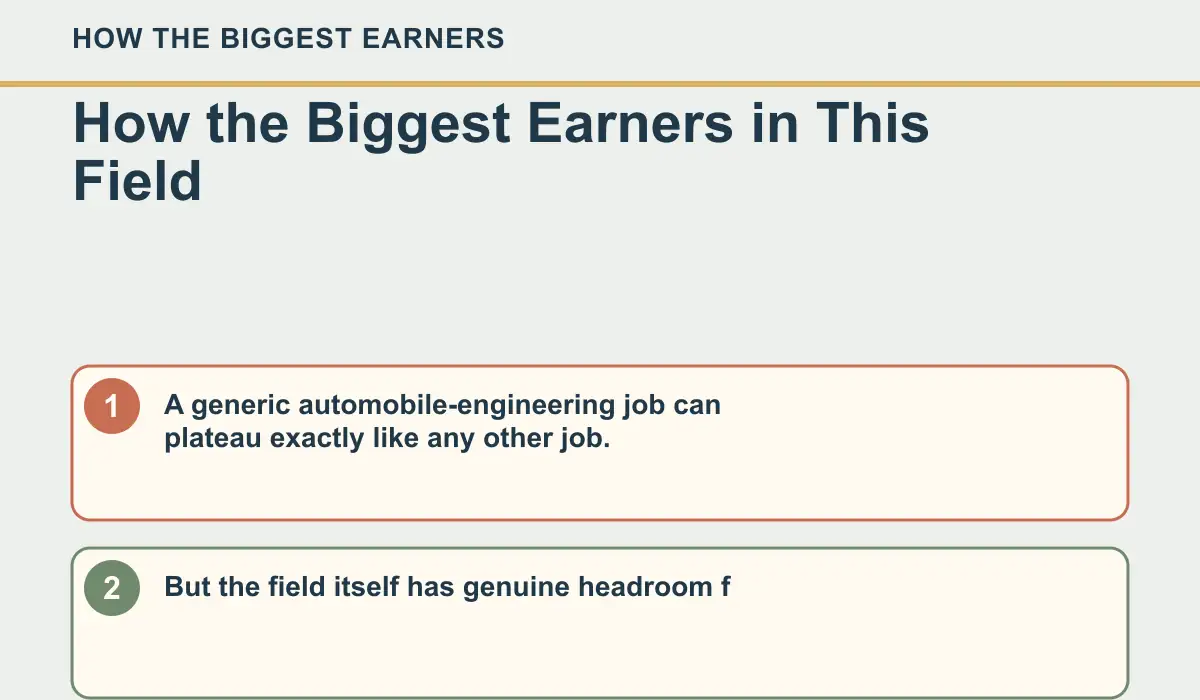 HOW THE BIGGEST EARNERS
How the Biggest Earners in This
Field
1
A generic automobile-engineering job can
plateau exactly like any other job.
2
But the field itself has genuine headroom f